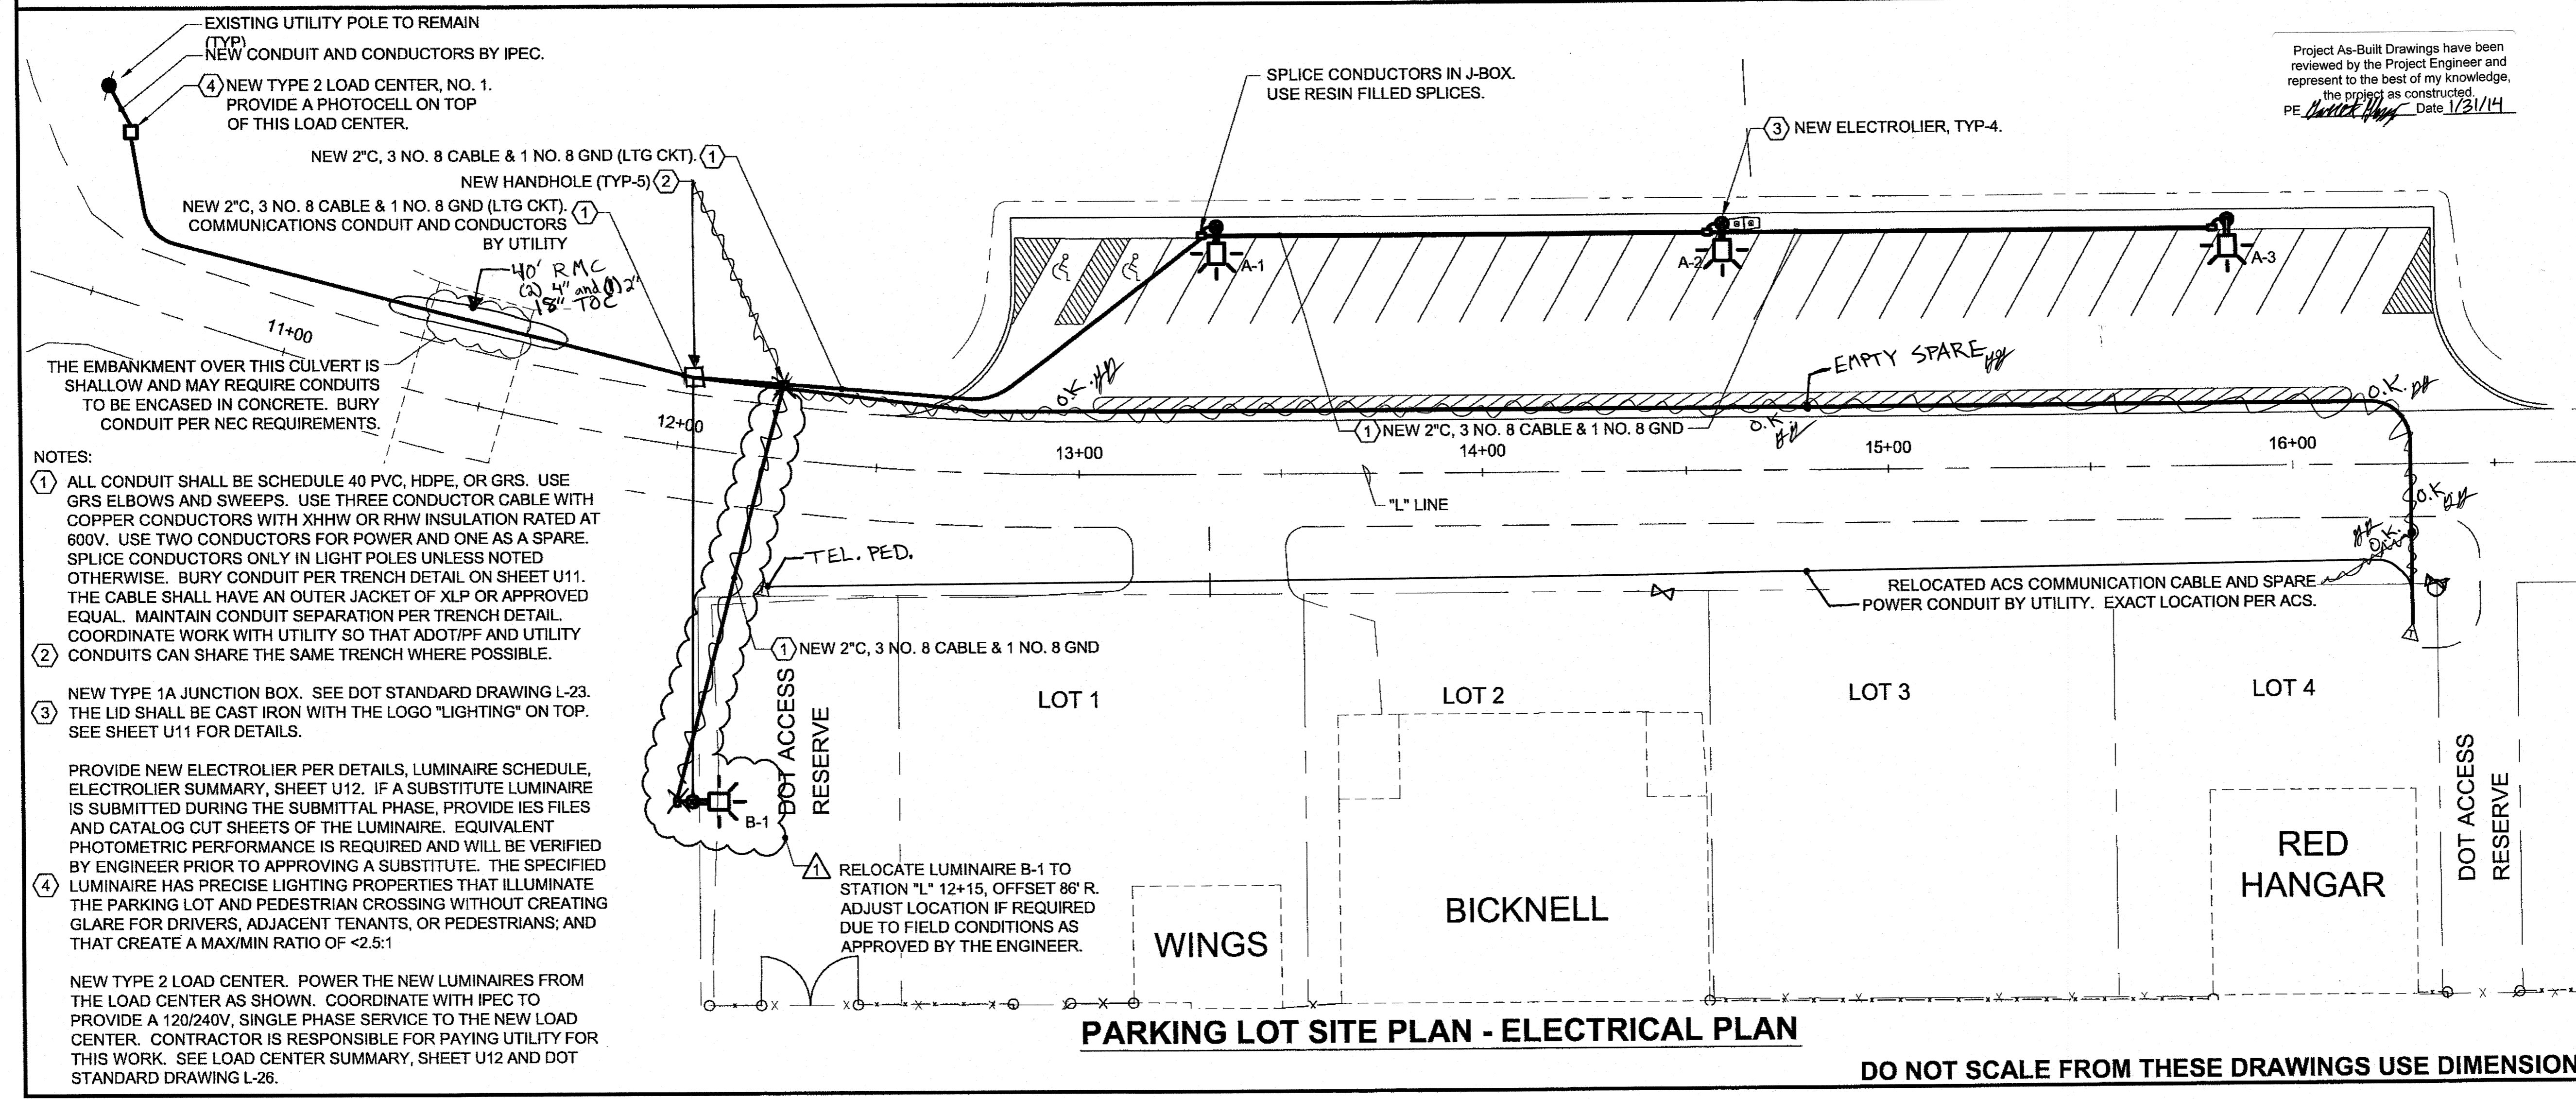 EXISTING UTILITY POLE TO REMAIN
(TYP)
NEW CONDUIT AND CONDUCTORS BY IPEC.
4 NEW TYPE 2 LOAD CENTER, NO. 1.
PROVIDE A PHOTOCELL ON TOP
OF THIS LOAD CENTER.
NEW 2"C, 3 NO. 8 CABLE & 1 NO. 8 GND (LTG CKT). 1
NEW HANDHOLE (TYP-5) 2
NEW 2"C, 3 NO. 8 CABLE & 1 NO. 8 GND (LTG CKT). 1
COMMUNICATIONS CONDUIT AND CONDUCTORS
BY UTILITY
40' RMC
(2) 4" and (1) 2"
18" TOC
SPLICE CONDUCTORS IN J-BOX.
USE RESIN FILLED SPLICES.
3 NEW ELECTROLIER, TYP-4.
Project As-Built Drawings have been
reviewed by the Project Engineer and
represent to the best of my knowledge,
the project as constructed.
PE Date 1/31/14
A-1
A-2
A-3
11+00
12+00
13+00
14+00
15+00
16+00
THE EMBANKMENT OVER THIS CULVERT IS
SHALLOW AND MAY REQUIRE CONDUITS
TO BE ENCASED IN CONCRETE. BURY
CONDUIT PER NEC REQUIREMENTS.
O.K.
EMPTY SPARE
O.K.
O.K.
O.K.
O.K.
1 NEW 2"C, 3 NO. 8 CABLE & 1 NO. 8 GND
"L" LINE
TEL. PED.
RELOCATED ACS COMMUNICATION CABLE AND SPARE
POWER CONDUIT BY UTILITY. EXACT LOCATION PER ACS.
T
1 NEW 2"C, 3 NO. 8 CABLE & 1 NO. 8 GND
NOTES:
1 ALL CONDUIT SHALL BE SCHEDULE 40 PVC, HDPE, OR GRS. USE
GRS ELBOWS AND SWEEPS. USE THREE CONDUCTOR CABLE WITH
COPPER CONDUCTORS WITH XHHW OR RHW INSULATION RATED AT
600V. USE TWO CONDUCTORS FOR POWER AND ONE AS A SPARE.
SPLICE CONDUCTORS ONLY IN LIGHT POLES UNLESS NOTED
OTHERWISE. BURY CONDUIT PER TRENCH DETAIL ON SHEET U11.
THE CABLE SHALL HAVE AN OUTER JACKET OF XLP OR APPROVED
EQUAL. MAINTAIN CONDUIT SEPARATION PER TRENCH DETAIL.
COORDINATE WORK WITH UTILITY SO THAT ADOT/PF AND UTILITY
2 CONDUITS CAN SHARE THE SAME TRENCH WHERE POSSIBLE.
NEW TYPE 1A JUNCTION BOX. SEE DOT STANDARD DRAWING L-23.
3 THE LID SHALL BE CAST IRON WITH THE LOGO "LIGHTING" ON TOP.
SEE SHEET U11 FOR DETAILS.
PROVIDE NEW ELECTROLIER PER DETAILS, LUMINAIRE SCHEDULE,
ELECTROLIER SUMMARY, SHEET U12. IF A SUBSTITUTE LUMINAIRE
IS SUBMITTED DURING THE SUBMITTAL PHASE, PROVIDE IES FILES
AND CATALOG CUT SHEETS OF THE LUMINAIRE. EQUIVALENT
PHOTOMETRIC PERFORMANCE IS REQUIRED AND WILL BE VERIFIED
BY ENGINEER PRIOR TO APPROVING A SUBSTITUTE. THE SPECIFIED
4 LUMINAIRE HAS PRECISE LIGHTING PROPERTIES THAT ILLUMINATE
THE PARKING LOT AND PEDESTRIAN CROSSING WITHOUT CREATING
GLARE FOR DRIVERS, ADJACENT TENANTS, OR PEDESTRIANS; AND
THAT CREATE A MAX/MIN RATIO OF <2.5:1
NEW TYPE 2 LOAD CENTER. POWER THE NEW LUMINAIRES FROM
THE LOAD CENTER AS SHOWN. COORDINATE WITH IPEC TO
PROVIDE A 120/240V, SINGLE PHASE SERVICE TO THE NEW LOAD
CENTER. CONTRACTOR IS RESPONSIBLE FOR PAYING UTILITY FOR
THIS WORK. SEE LOAD CENTER SUMMARY, SHEET U12 AND DOT
STANDARD DRAWING L-26.
B-1
DOT ACCESS
RESERVE
LOT 1
LOT 2
LOT 3
LOT 4
DOT ACCESS
RESERVE
1 RELOCATE LUMINAIRE B-1 TO
STATION "L" 12+15, OFFSET 86' R.
ADJUST LOCATION IF REQUIRED
DUE TO FIELD CONDITIONS AS
APPROVED BY THE ENGINEER.
WINGS
BICKNELL
RED
HANGAR
PARKING LOT SITE PLAN - ELECTRICAL PLAN
DO NOT SCALE FROM THESE DRAWINGS USE DIMENSION